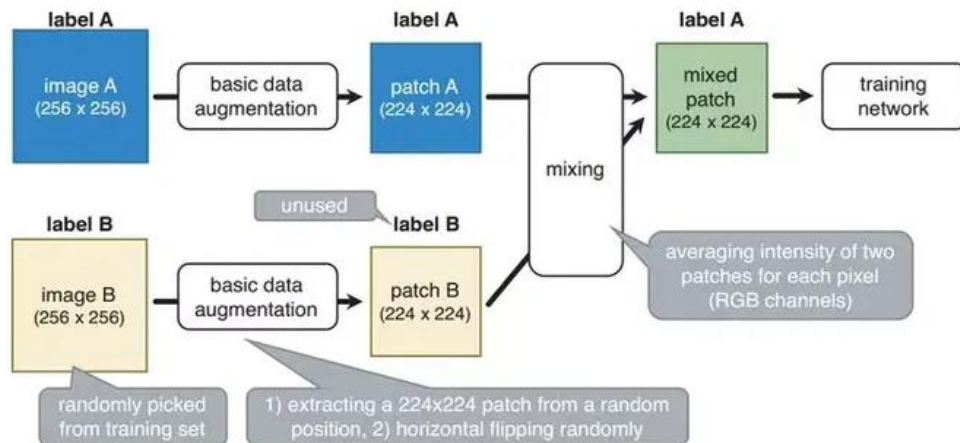 label A
label A
label A
image A
(256 x 256)
basic data
augmentation
patch A
(224 x 224)
mixing
mixed
patch
(224 x 224)
training
network
unused
label B
label B
image B
(256 x 256)
basic data
augmentation
patch B
(224 x 224)
averaging intensity of two
patches for each pixel
(RGB channels)
randomly picked
from training set
1) extracting a 224x224 patch from a random
position, 2) horizontal flipping randomly